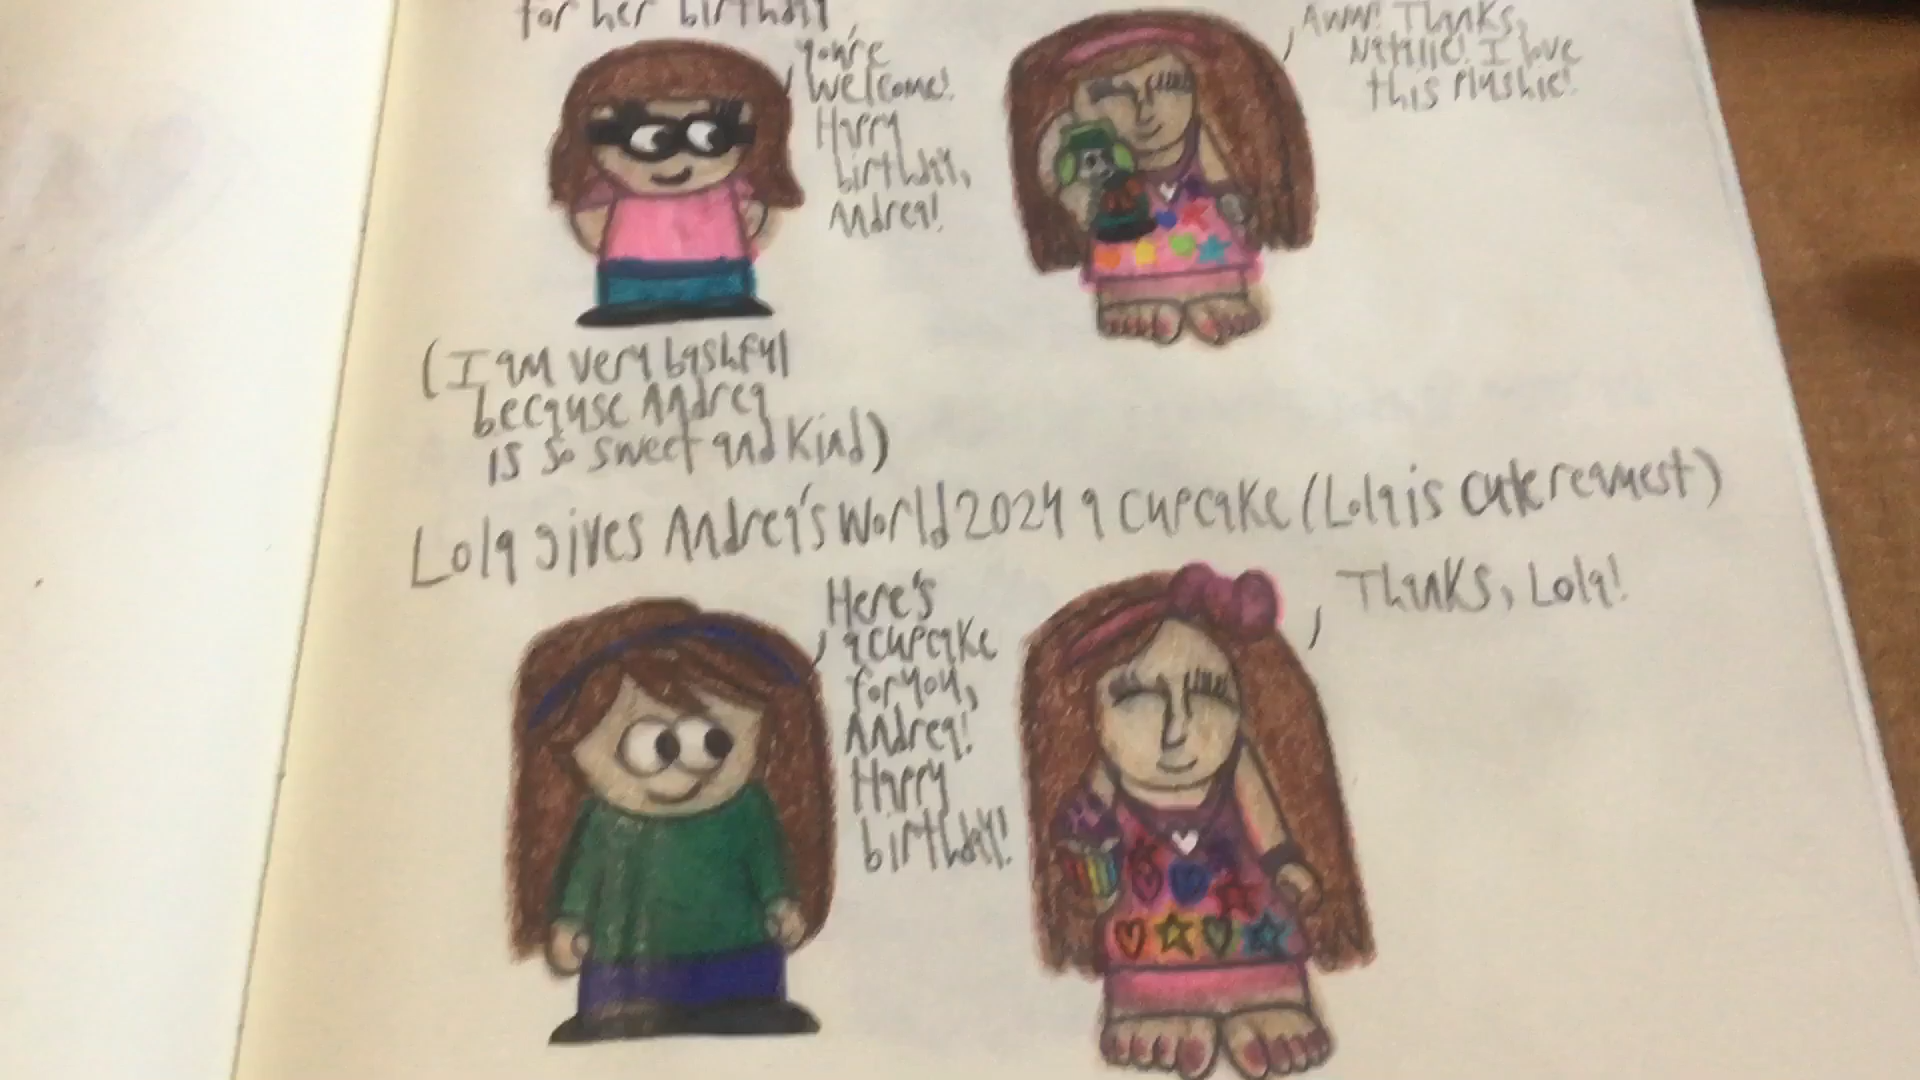 for her birthday
You're
welcome!
Happy
birthday,
Andrea!
Aww! Thanks,
Natalie! I love
this plushie!
(I am very bashful
because Andrea
is so sweet and kind)
Lola gives Andrea's World 2024 a cupcake (Lola is cute request)
Here's
a cupcake
for you,
Andrea!
Happy
birthday!
Thanks, Lola!